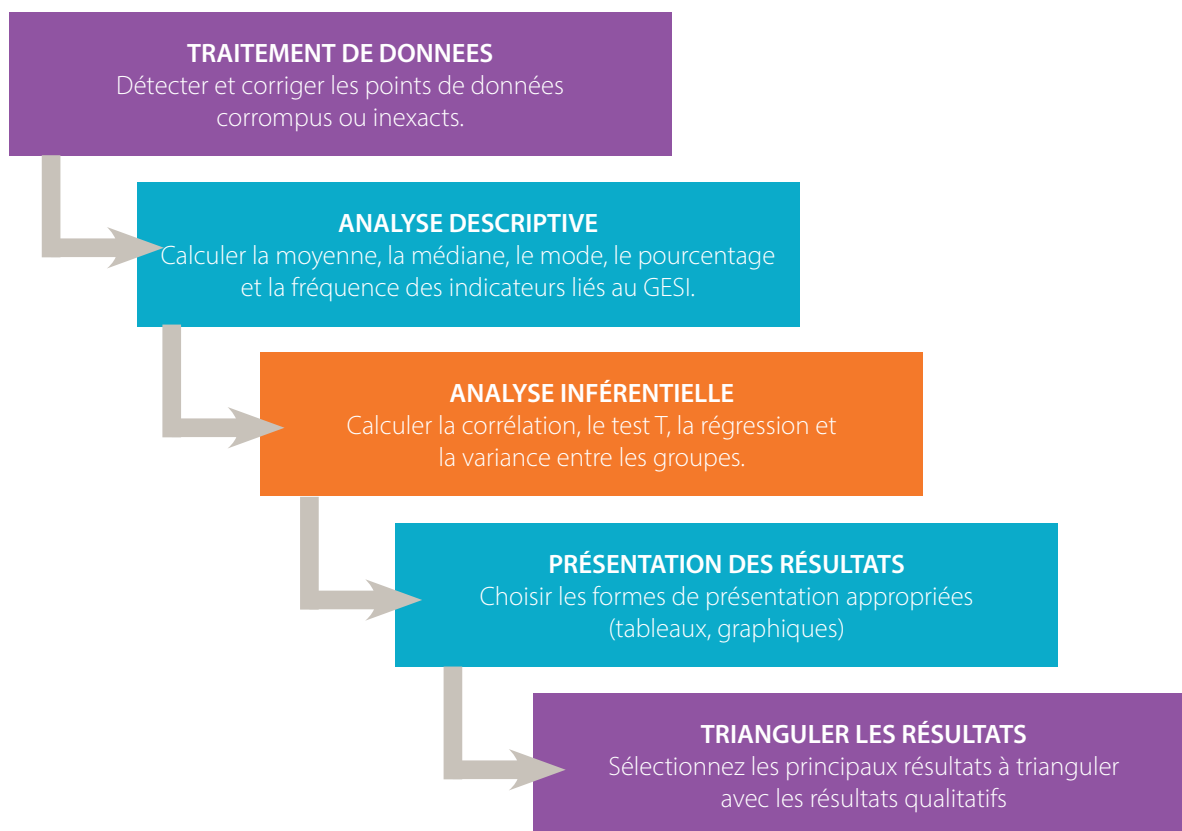 TRAITEMENT DE DONNEES
Détecter et corriger les points de données
corrompus ou inexacts.
ANALYSE DESCRIPTIVE
Calculer la moyenne, la médiane, le mode, le pourcentage
et la fréquence des indicateurs liés au GESI.
ANALYSE INFÉRENTIELLE
Calculer la corrélation, le test T, la régression et
la variance entre les groupes.
PRÉSENTATION DES RÉSULTATS
Choisir les formes de présentation appropriées
(tableaux, graphiques)
TRIANGULER LES RÉSULTATS
Sélectionnez les principaux résultats à trianguler
avec les résultats qualitatifs